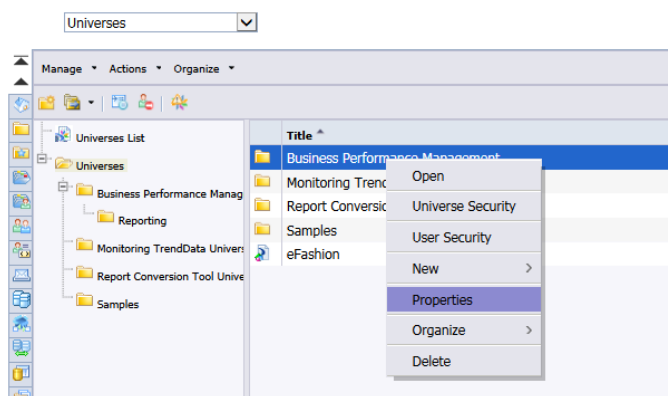 Universes
Manage Actions Organize
Universes List
Universes
Business Performance Manag
Reporting
Monitoring TrendData Univer
Report Conversion Tool Unive
Samples
Title
Business Performance Management
Monitoring Trend
Report Conversio
Samples
eFashion
Open
Universe Security
User Security
New
Properties
Organize
Delete